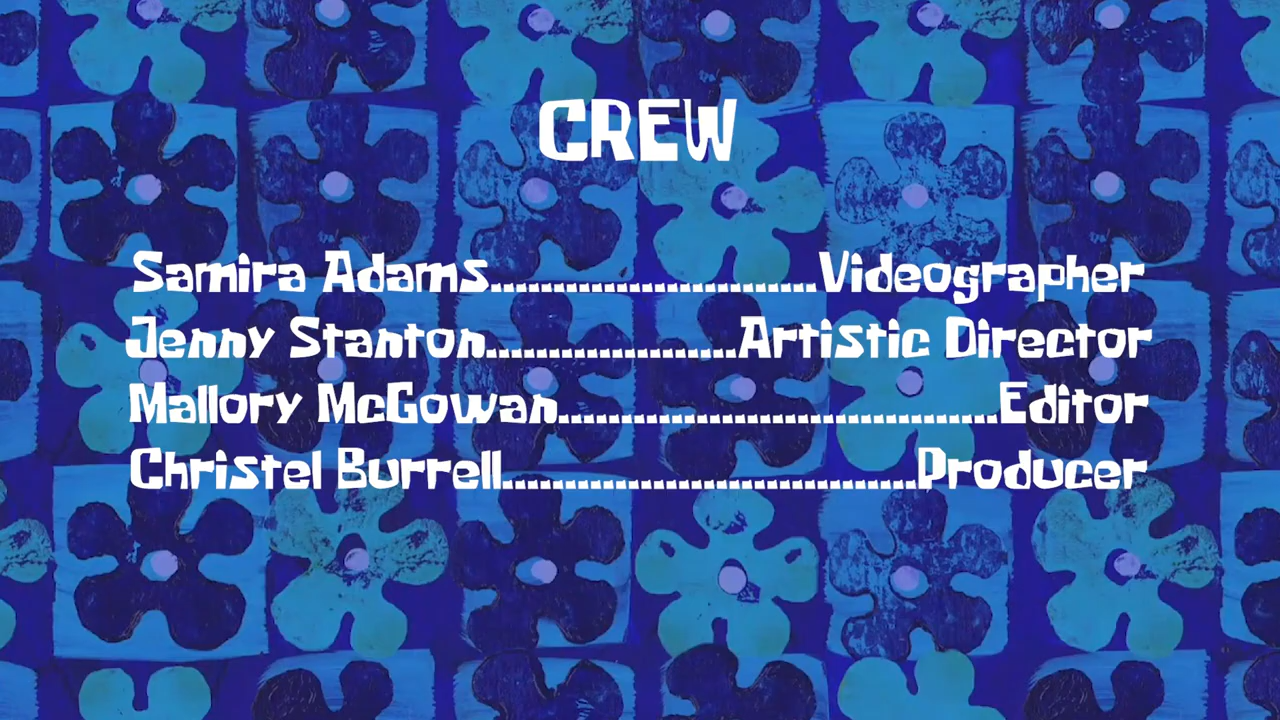 CREW
Samira Adams..........................Videographer
Jenny Stanton....................Artistic Director
Mallory McGowan...................................Editor
Christel Burrell.................................Producer